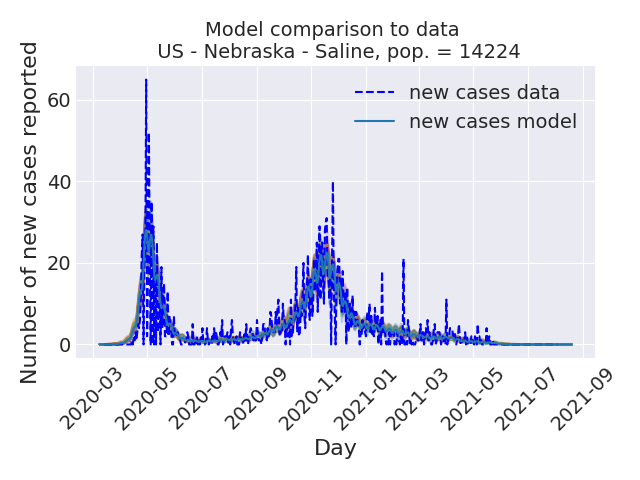 Model comparison to data
US - Nebraska - Saline, pop. = 14224
Number of new cases reported
60
40
20
0
new cases data
new cases model
2020-03
2020-05
2020-07
2020-09
2020-11
2021-01
2021-03
2021-05
2021-07
2021-09
Day